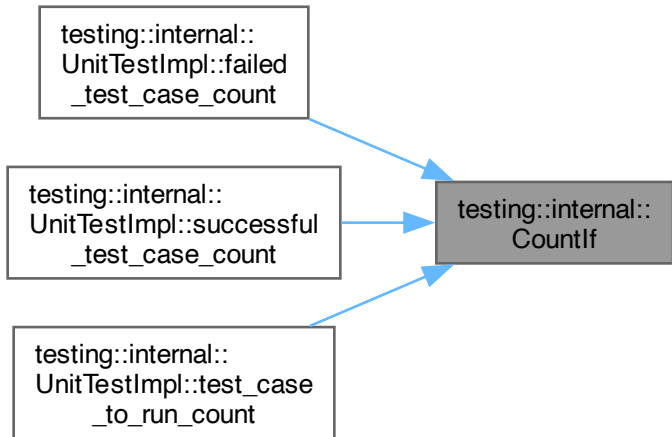 testing::internal::
UnitTestImpl::failed
_test_case_count
testing::internal::
UnitTestImpl::successful
_test_case_count
testing::internal::
CountIf
testing::internal::
UnitTestImpl::test_case
_to_run_count